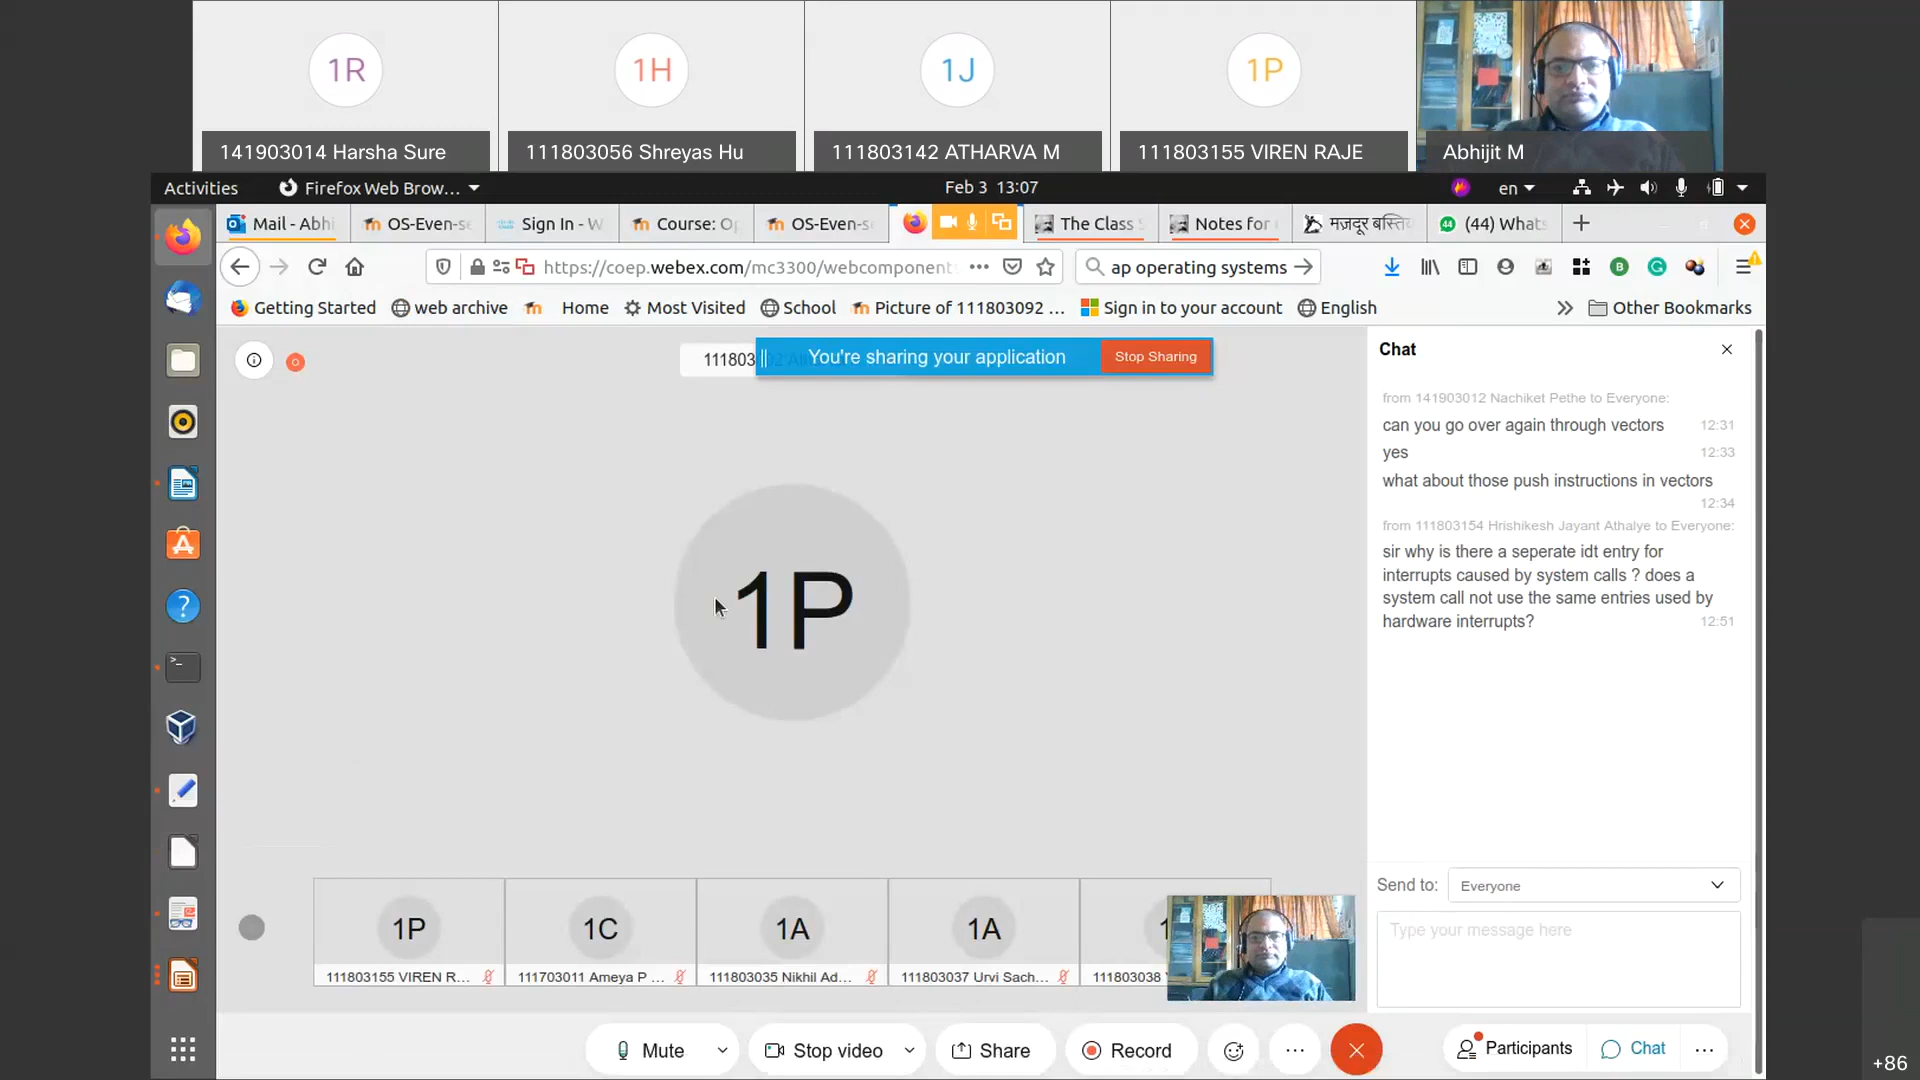 1R
1H
1J
1P
141903014 Harsha Sure
111803056 Shreyas Hu
111803142 ATHARVA M
111803155 VIREN RAJE
Abhijit M
Activities
Firefox Web Brow...
Feb 3 13:07
en
Mail - Abhi
OS-Even-se
Sign In - W
Course: Op
OS-Even-se
The Class S
Notes for
मज़दूर बस्तिय
(44) Whats
https://coep.webex.com/mc3300/webcomponents
ap operating systems
Getting Started
web archive
Home
Most Visited
School
Picture of 111803092 ...
Sign in to your account
English
Other Bookmarks
111803
You're sharing your application
Stop Sharing
Chat
from 141903012 Nachiket Pethe to Everyone:
can you go over again through vectors 12:31
yes 12:33
what about those push instructions in vectors
12:34
from 111803154 Hrishikesh Jayant Athalye to Everyone:
sir why is there a seperate idt entry for
interrupts caused by system calls ? does a
system call not use the same entries used by
hardware interrupts? 12:51
1P
1P
1C
1A
1A
111803155 VIREN R...
111703011 Ameya P ...
111803035 Nikhil Ad...
111803037 Urvi Sach...
111803038
Send to:
Everyone
Type your message here
Mute
Stop video
Share
Record
Participants
Chat
+86